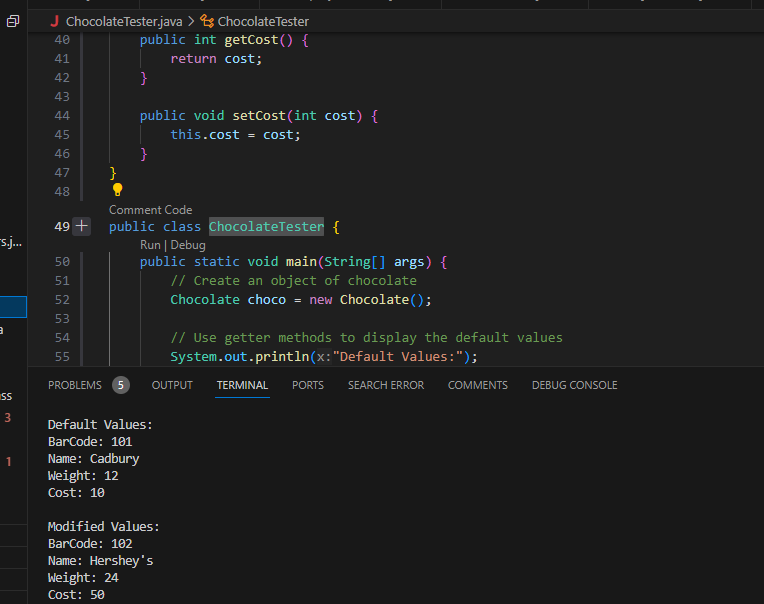 ChocolateTester.java > ChocolateTester
40 public int getCost() {
41 return cost;
42 }
43
44 public void setCost(int cost) {
45 this.cost = cost;
46 }
47 }
48
Comment Code
49 public class ChocolateTester {
Run | Debug
50 public static void main(String[] args) {
51 // Create an object of chocolate
52 Chocolate choco = new Chocolate();
53
54 // Use getter methods to display the default values
55 System.out.println(x:"Default Values:");
rs.j...
a
ss
3
1
PROBLEMS 5 OUTPUT TERMINAL PORTS SEARCH ERROR COMMENTS DEBUG CONSOLE
Default Values:
BarCode: 101
Name: Cadbury
Weight: 12
Cost: 10
Modified Values:
BarCode: 102
Name: Hershey's
Weight: 24
Cost: 50